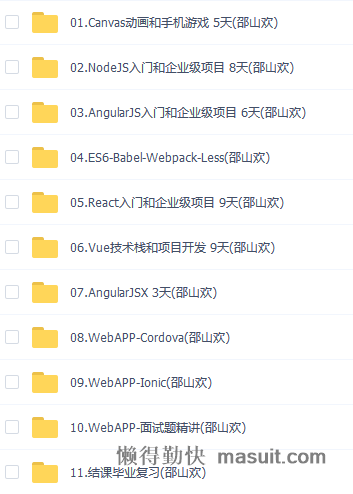 01.Canvas动画和手机游戏 5天(邵山欢)
02.NodeJS入门和企业级项目 8天(邵山欢)
03.AngularJS入门和企业级项目 6天(邵山欢)
04.ES6-Babel-Webpack-Less(邵山欢)
05.React入门和企业级项目 9天(邵山欢)
06.Vue技术栈和项目开发 9天(邵山欢)
07.AngularJSX 3天(邵山欢)
08.WebAPP-Cordova(邵山欢)
09.WebAPP-Ionic(邵山欢)
10.WebAPP-面试题精讲(邵山欢)
懒得勤快 masuit.com
11.结课毕业复习(邵山欢)